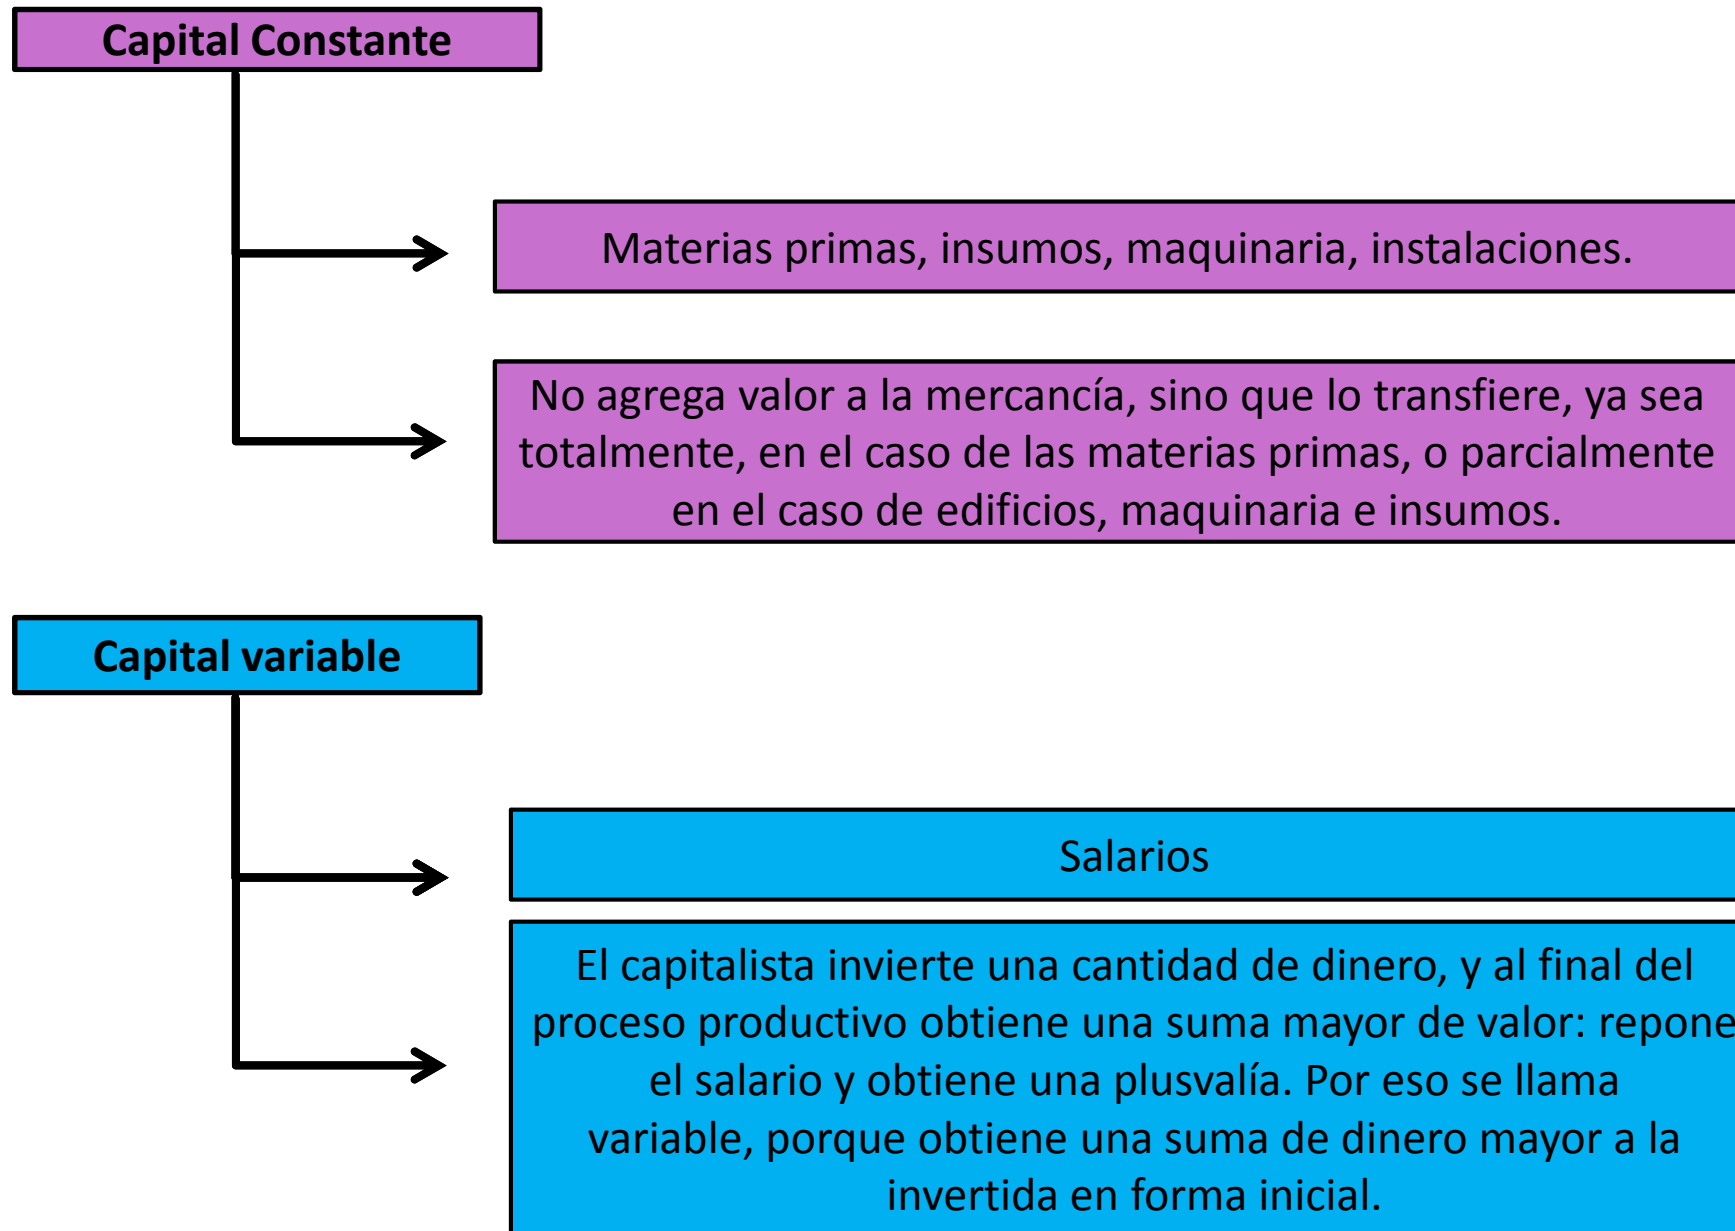 Capital Constante
Materias primas, insumos, maquinaria, instalaciones.
No agrega valor a la mercancía, sino que lo transfiere, ya sea
totalmente, en el caso de las materias primas, o parcialmente
en el caso de edificios, maquinaria e insumos.
Capital variable
Salarios
El capitalista invierte una cantidad de dinero, y al final del
proceso productivo obtiene una suma mayor de valor: repone
el salario y obtiene una plusvalía. Por eso se llama
variable, porque obtiene una suma de dinero mayor a la
invertida en forma inicial.